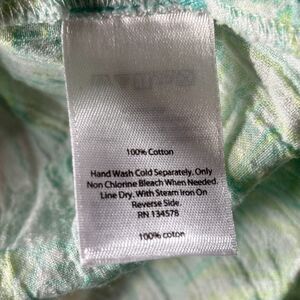 100% Cotton
Hand Wash Cold Separately. Only
Non Chlorine Bleach When Needed.
Line Dry. With Steam Iron On
Reverse Side.
RN 134578
100% coton